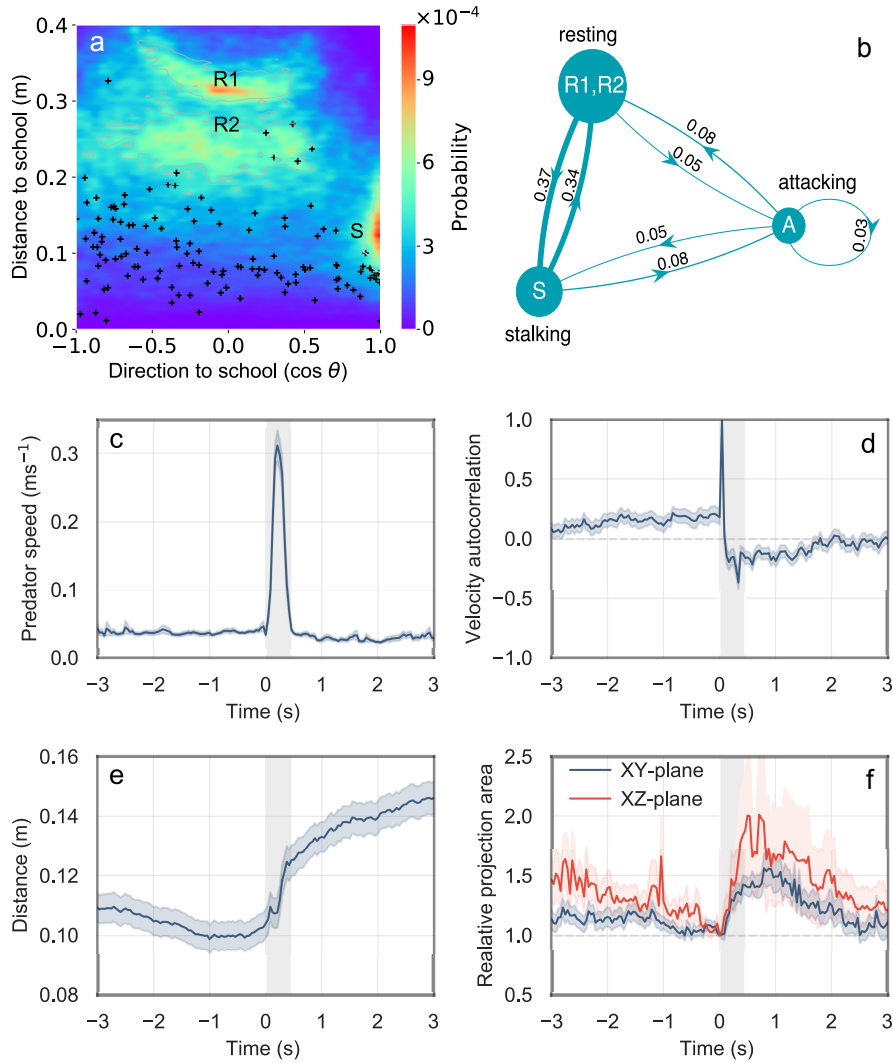 a
R1
R2
S
0.4
0.3
0.2
0.1
0.0
Distance to school (m)
−1.0
−0.5
0.0
0.5
1.0
Direction to school (cos θ)
×10⁻⁴
9
6
3
0
Probability
b
resting
R1,R2
0.08
0.05
0.37
0.34
attacking
A
0.03
0.05
0.08
S
stalking
c
0.3
0.2
0.1
0.0
Predator speed (ms⁻¹)
−3
−2
−1
0
1
2
3
Time (s)
d
1.0
0.5
0.0
−0.5
−1.0
Velocity autocorrelation
−3
−2
−1
0
1
2
3
Time (s)
e
0.16
0.14
0.12
0.10
0.08
Distance (m)
−3
−2
−1
0
1
2
3
Time (s)
f
XY-plane
XZ-plane
2.5
2.0
1.5
1.0
0.5
Realative projection area
−3
−2
−1
0
1
2
3
Time (s)